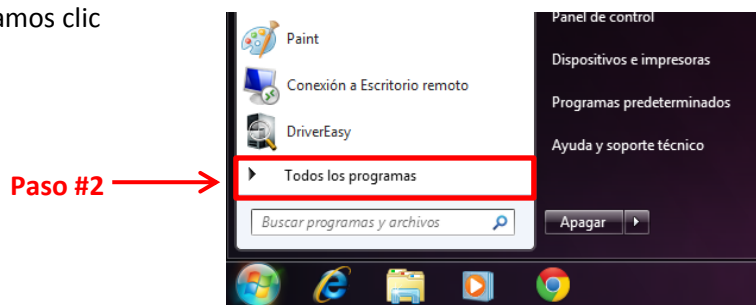 amos clic
Panel de control
Paint
Dispositivos e impresoras
Conexión a Escritorio remoto
Programas predeterminados
DriverEasy
Ayuda y soporte técnico
Todos los programas
Paso #2
Buscar programas y archivos
Apagar